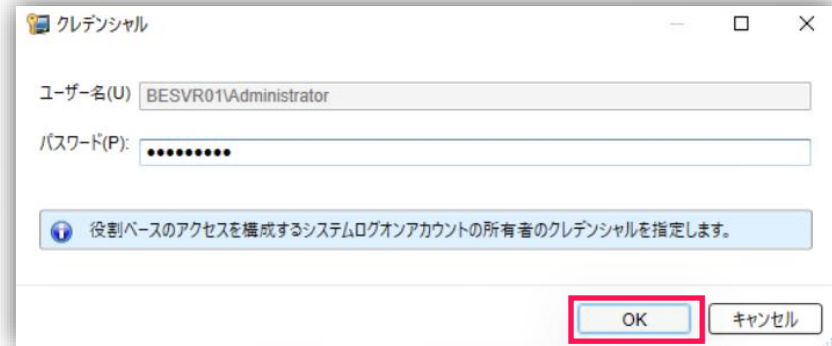 クレデンシャル
ユーザー名(U) BESVR01\Administrator
パスワード(P): ●●●●●●●●●
役割ベースのアクセスを構成するシステムログオンアカウントの所有者のクレデンシャルを指定します。
OK キャンセル